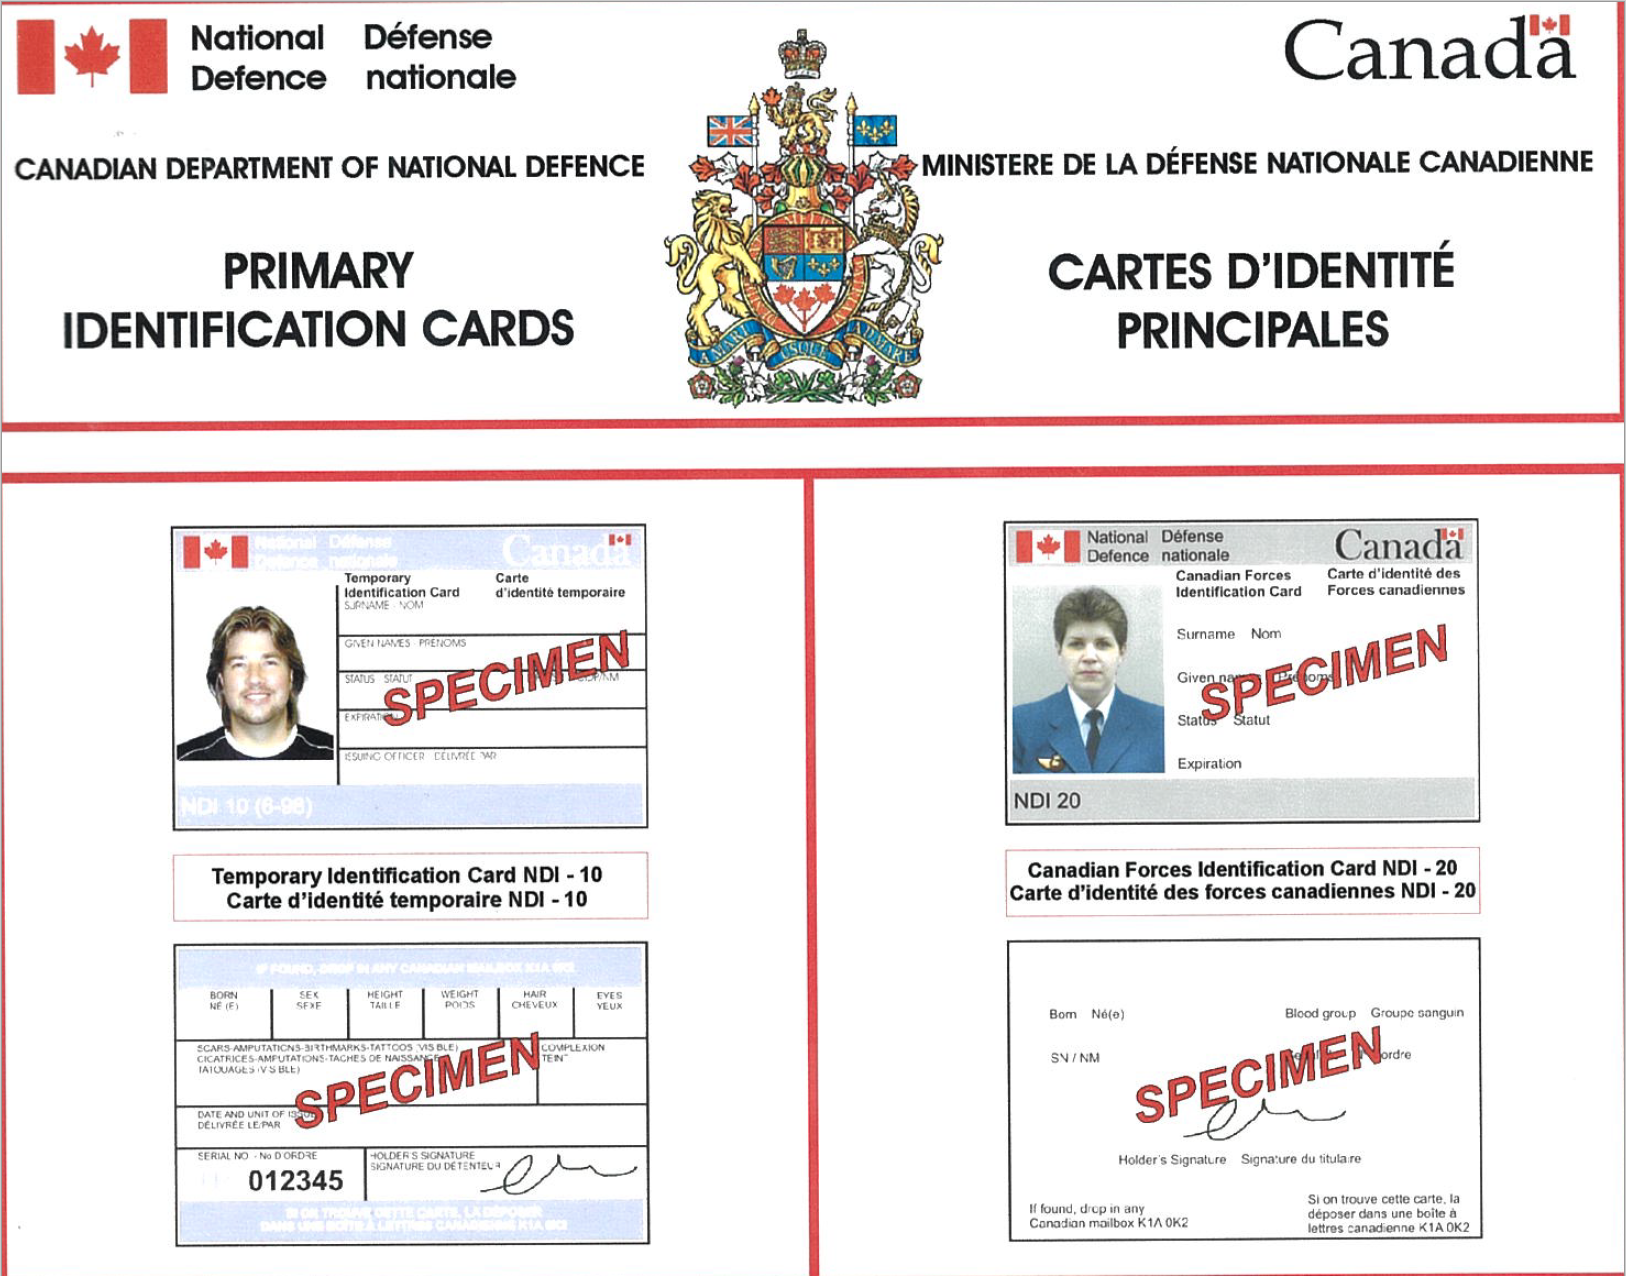 National Défense
Defence nationale
Canada
CANADIAN DEPARTMENT OF NATIONAL DEFENCE
MINISTERE DE LA DÉFENSE NATIONALE CANADIENNE
PRIMARY
IDENTIFICATION CARDS
CARTES D'IDENTITÉ
PRINCIPALES
A MARI USQUE AD MARE
National Défense
Defence nationale
Canada
Temporary
Identification Card
Carte
d'identité temporaire
SURNAME - NOM
GIVEN NAMES - PRÉNOMS
STATUS STATUT
EXPIRATION
ISSUING OFFICER - DÉLIVRÉE PAR
SPECIMEN
NDI 10 (6-98)
Temporary Identification Card NDI - 10
Carte d'identité temporaire NDI - 10
IF FOUND, DROP IN ANY CANADIAN MAILBOX K1A 0K2
BORN
NÉ (E)
SEX
SEXE
HEIGHT
TAILLE
WEIGHT
POIDS
HAIR
CHEVEUX
EYES
YEUX
SCARS-AMPUTATIONS-BIRTHMARKS-TATTOOS (VISIBLE)
CICATRICES-AMPUTATIONS-TACHES DE NAISSANCE
TATOUAGES (VISIBLE)
COMPLEXION
TEINT
SPECIMEN
DATE AND UNIT OF ISSUE
DÉLIVRÉE LE/PAR
SERIAL NO - No D'ORDRE
012345
HOLDER'S SIGNATURE
SIGNATURE DU DÉTENTEUR
SI ON TROUVE CETTE CARTE, LA DÉPOSER
DANS UNE BOÎTE À LETTRES CANADIENNE K1A 0K2
National Défense
Defence nationale
Canada
Canadian Forces
Identification Card
Carte d'identité des
Forces canadiennes
Surname Nom
Given names Prénoms
Status Statut
Expiration
SPECIMEN
NDI 20
Canadian Forces Identification Card NDI - 20
Carte d'identité des forces canadiennes NDI - 20
Born Né(e)
Blood group Groupe sanguin
SN / NM
ordre
SPECIMEN
Holder's Signature Signature du titulaire
If found, drop in any
Canadian mailbox K1A 0K2
Si on trouve cette carte, la
déposer dans une boîte à
lettres canadienne K1A 0K2